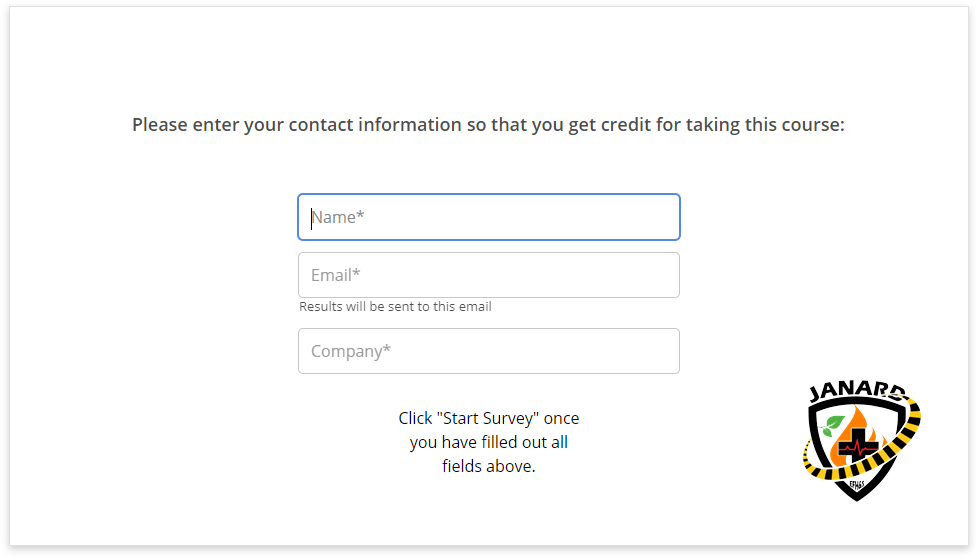 Please enter your contact information so that you get credit for taking this course:
Name*
Email*
Results will be sent to this email
Company*
Click "Start Survey" once
you have filled out all
fields above.
JANARD